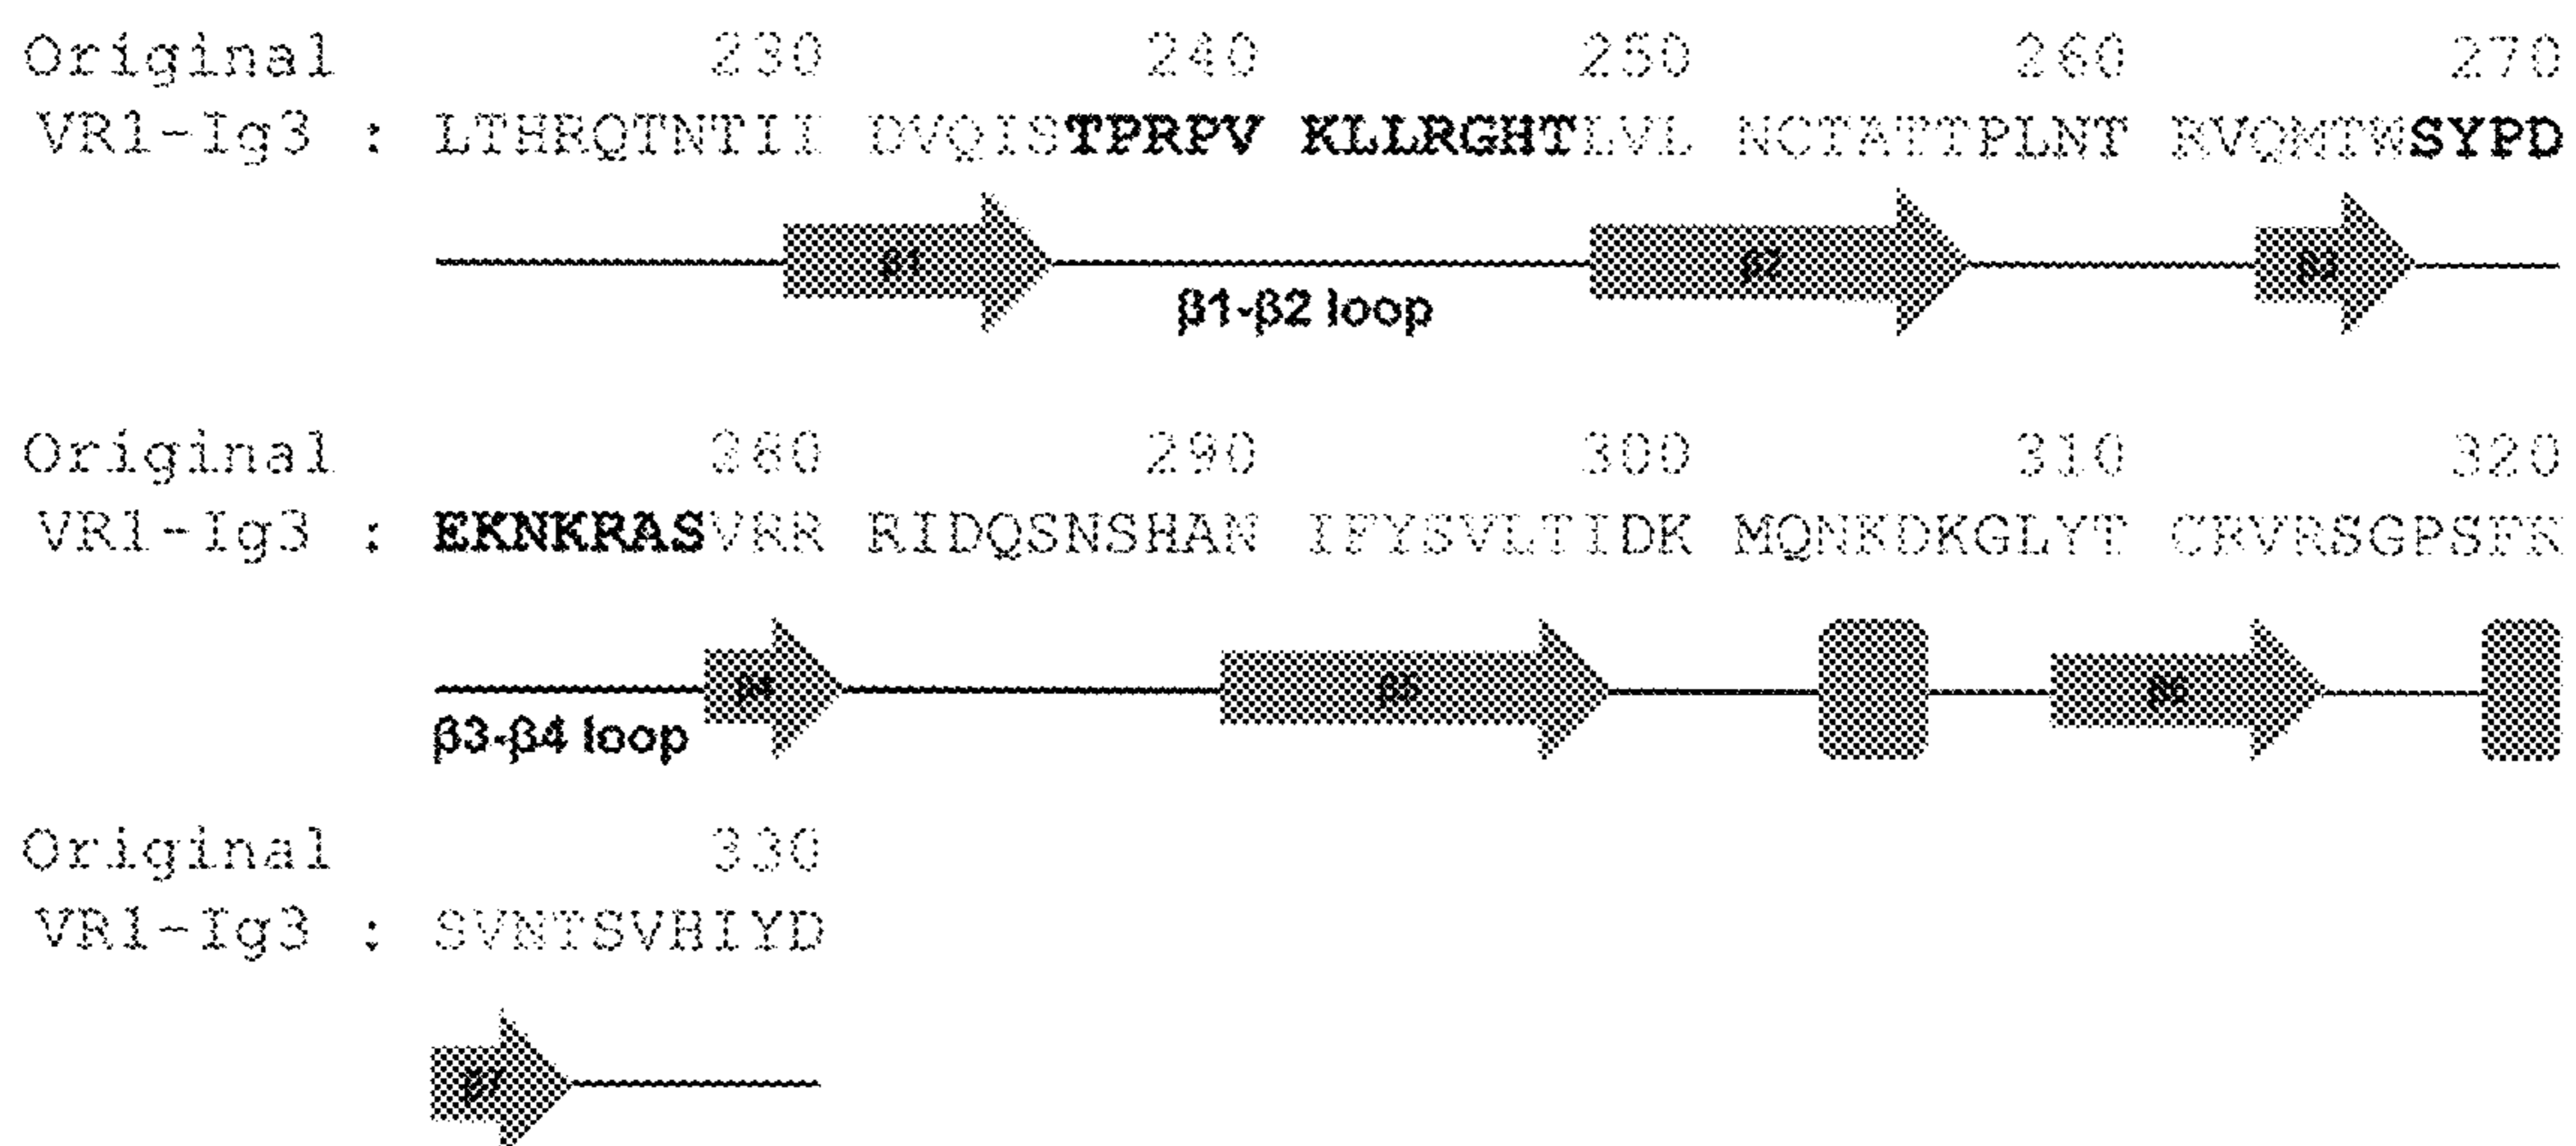 Original 230 240 250 260 270
VR1-Ig3 : LTHRQTNTII DVQISTPRPV KLLRGHTLVL NCTATTPLNT RVQMTWSYPD
β1 β2 β3
β1-β2 loop
Original 280 290 300 310 320
VR1-Ig3 : EKNKRASVRR RIDQSNSHAN IFYSVLTIDK MQNKDKGLYT CRVRSGPSFK
β4 β5 β6
β3-β4 loop
Original 330
VR1-Ig3 : SVNTSVHIYD
β7